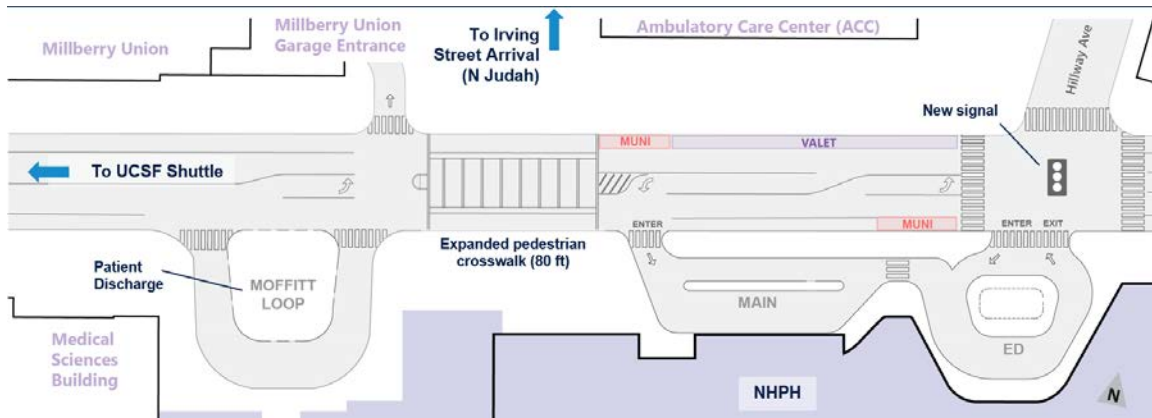 Millberry Union
Millberry Union
Garage Entrance
To Irving
Street Arrival
(N Judah)
Ambulatory Care Center (ACC)
Hillway Ave
New signal
MUNI
VALET
To UCSF Shuttle
ENTER
MUNI
ENTER
EXIT
Expanded pedestrian
crosswalk (80 ft)
Patient
Discharge
MOFFITT
LOOP
MAIN
ED
Medical
Sciences
Building
NHPH
N